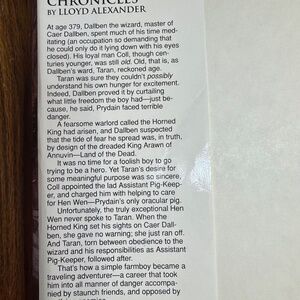 CHRONICLES
BY LLOYD ALEXANDER
At age 379, Dallben the wizard, master of
Caer Dallben, spent much of his time med-
itating (an occupation so demanding that
he could only do it lying down with his eyes
closed). His loyal man Coll, though cen-
turies younger, was still old. Old, that is, as
Dallben's ward, Taran, reckoned age.
Taran was sure they couldn't possibly
understand his own hunger for excitement.
Indeed, Dallben proved it by curtailing
what little freedom the boy had—just be-
cause, he said, Prydain faced terrible
danger.
A fearsome warlord called the Horned
King had arisen, and Dallben suspected
that the tide of fear he spread was, in truth,
by design of the dreaded King Arawn of
Annuvin—Land of the Dead.
It was no time for a foolish boy to go
trying to be a hero. Yet Taran's desire for
some meaningful purpose was so sincere,
Coll appointed the lad Assistant Pig-Keep-
er, and charged him with helping to care
for Hen Wen—Prydain's only oracular pig.
Unfortunately, the truly exceptional Hen
Wen never spoke to Taran. When the
Horned King set his sights on Caer Dall-
ben, she gave no warning; she just ran off.
And Taran, torn between obedience to the
wizard and his responsibilities as Assistant
Pig-Keeper, followed after.
That's how a simple farmboy became a
traveling adventurer—a career that took
him into all manner of danger accompa-
nied by staunch friends, and opposed by